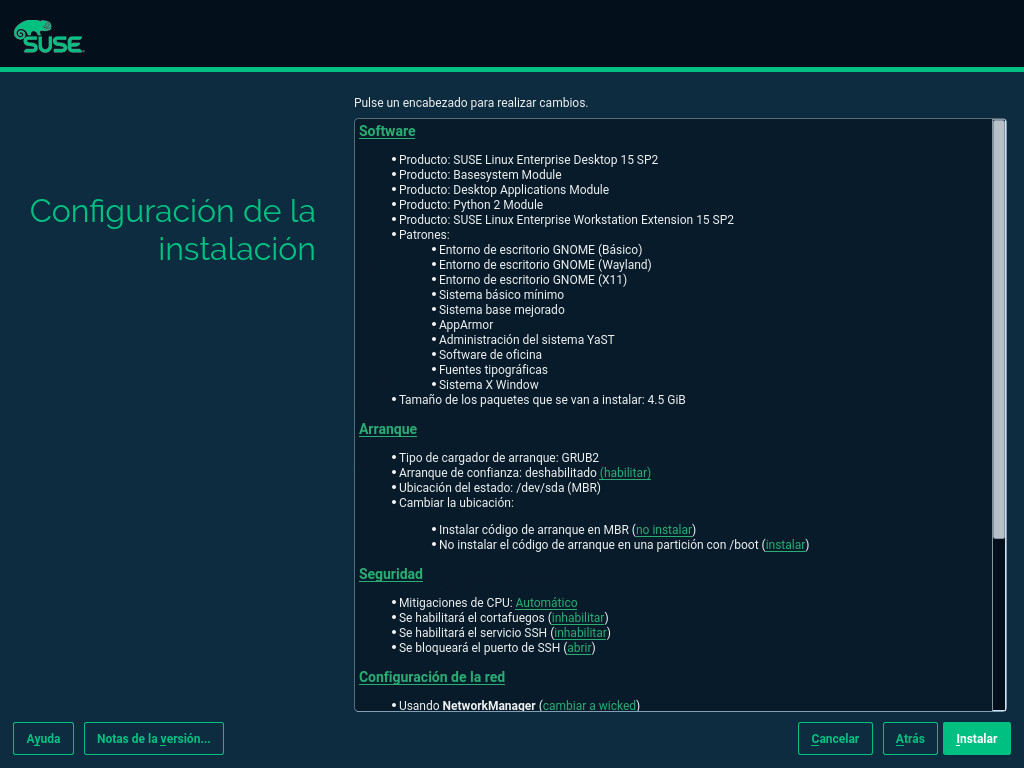 SUSE
Pulse un encabezado para realizar cambios.
Configuración de la
instalación
Software
Producto: SUSE Linux Enterprise Desktop 15 SP2
Producto: Basesystem Module
Producto: Desktop Applications Module
Producto: Python 2 Module
Producto: SUSE Linux Enterprise Workstation Extension 15 SP2
Patrones:
Entorno de escritorio GNOME (Básico)
Entorno de escritorio GNOME (Wayland)
Entorno de escritorio GNOME (X11)
Sistema básico mínimo
Sistema base mejorado
AppArmor
Administración del sistema YaST
Software de oficina
Fuentes tipográficas
Sistema X Window
Tamaño de los paquetes que se van a instalar: 4.5 GiB
Arranque
Tipo de cargador de arranque: GRUB2
Arranque de confianza: deshabilitado (habilitar)
Ubicación del estado: /dev/sda (MBR)
Cambiar la ubicación:
Instalar código de arranque en MBR (no instalar)
No instalar el código de arranque en una partición con /boot (instalar)
Seguridad
Mitigaciones de CPU: Automático
Se habilitará el cortafuegos (inhabilitar)
Se habilitará el servicio SSH (inhabilitar)
Se bloqueará el puerto de SSH (abrir)
Configuración de la red
Usando NetworkManager (cambiar a wicked)
Ayuda
Notas de la versión...
Cancelar
Atrás
Instalar